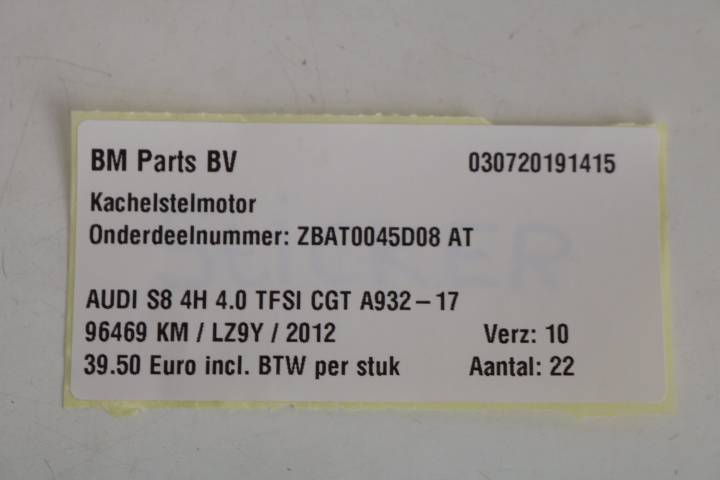 BM Parts BV 030720191415
Kachelstelmotor
Onderdeelnummer: ZBAT0045D08 AT
STICKER
AUDI S8 4H 4.0 TFSI CGT A932-17
96469 KM / LZ9Y / 2012 Verz: 10
39.50 Euro incl. BTW per stuk Aantal: 22